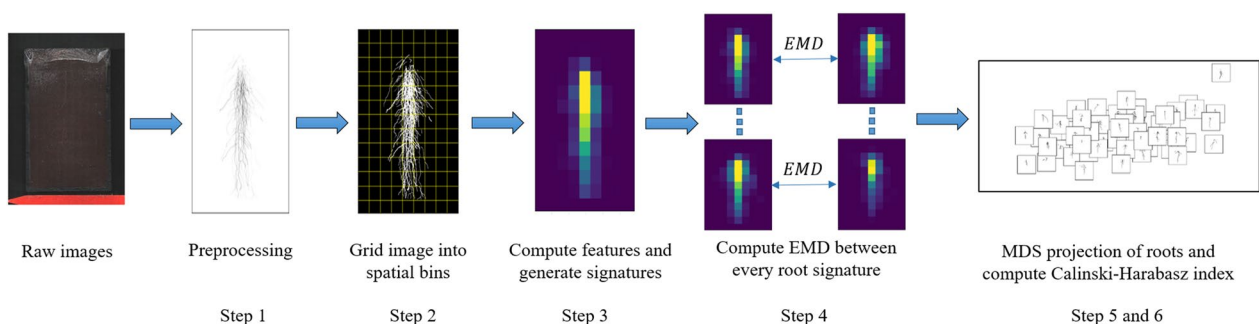 EMD
EMD
Raw images
Preprocessing
Grid image into
spatial bins
Compute features and
generate signatures
Compute EMD between
every root signature
MDS projection of roots and
compute Calinski-Harabasz index
Step 1
Step 2
Step 3
Step 4
Step 5 and 6